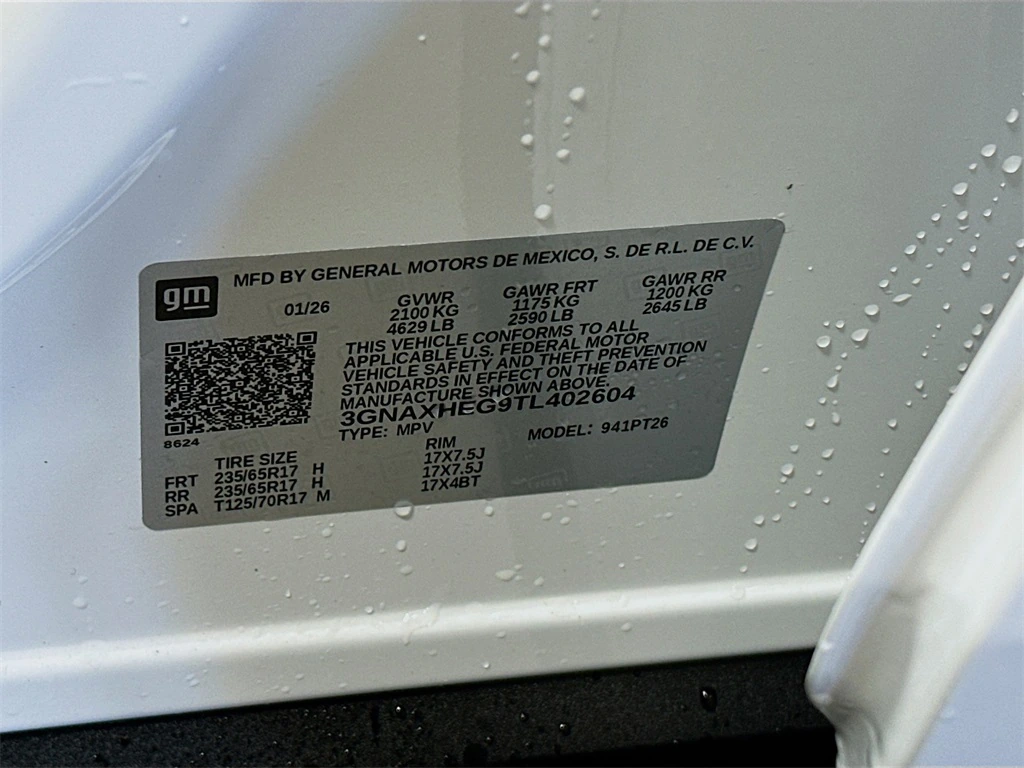 gm
MFD BY GENERAL MOTORS DE MEXICO, S. DE R.L. DE C.V.
01/26 GVWR GAWR FRT GAWR RR
2100 KG 1175 KG 1200 KG
4629 LB 2590 LB 2645 LB
THIS VEHICLE CONFORMS TO ALL
APPLICABLE U.S. FEDERAL MOTOR
VEHICLE SAFETY AND THEFT PREVENTION
STANDARDS IN EFFECT ON THE DATE OF
MANUFACTURE SHOWN ABOVE.
3GNAXHEG9TL402604
8624
TYPE: MPV MODEL: 941PT26
TIRE SIZE RIM
FRT 235/65R17 H 17X7.5J
RR 235/65R17 H 17X7.5J
SPA T125/70R17 M 17X4BT